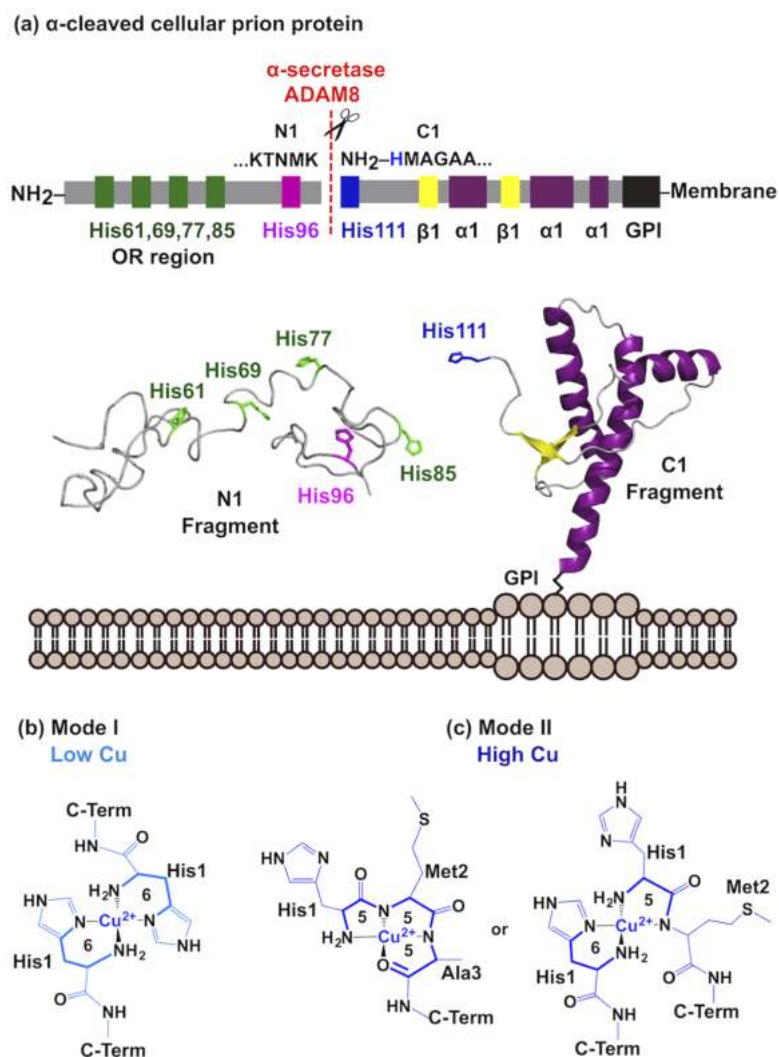 (a) α-cleaved cellular prion protein
α-secretase
ADAM8
N1
C1
...KTNMK
NH2–HMAGAA...
NH2–
–Membrane
His61,69,77,85
His96
His111
β1
α1
β1
α1
α1
GPI
OR region
His77
His111
His69
His61
His85
His96
N1
Fragment
C1
Fragment
GPI
(b) Mode I
Low Cu
(c) Mode II
High Cu
C-Term
NH
O
His1
H2N
6
NH
N
Cu2+
N
6
NH2
NH
His1
O
NH
C-Term
S
HN
N
O
Met2
His1
5
N
5
O
H2N
Cu2+
N
5
O
Ala3
HN
C-Term
or
H
N
N
His1
H2N
5
O
Met2
S
HN
N
Cu2+
N
6
NH2
His1
O
NH
O
NH
C-Term
C-Term